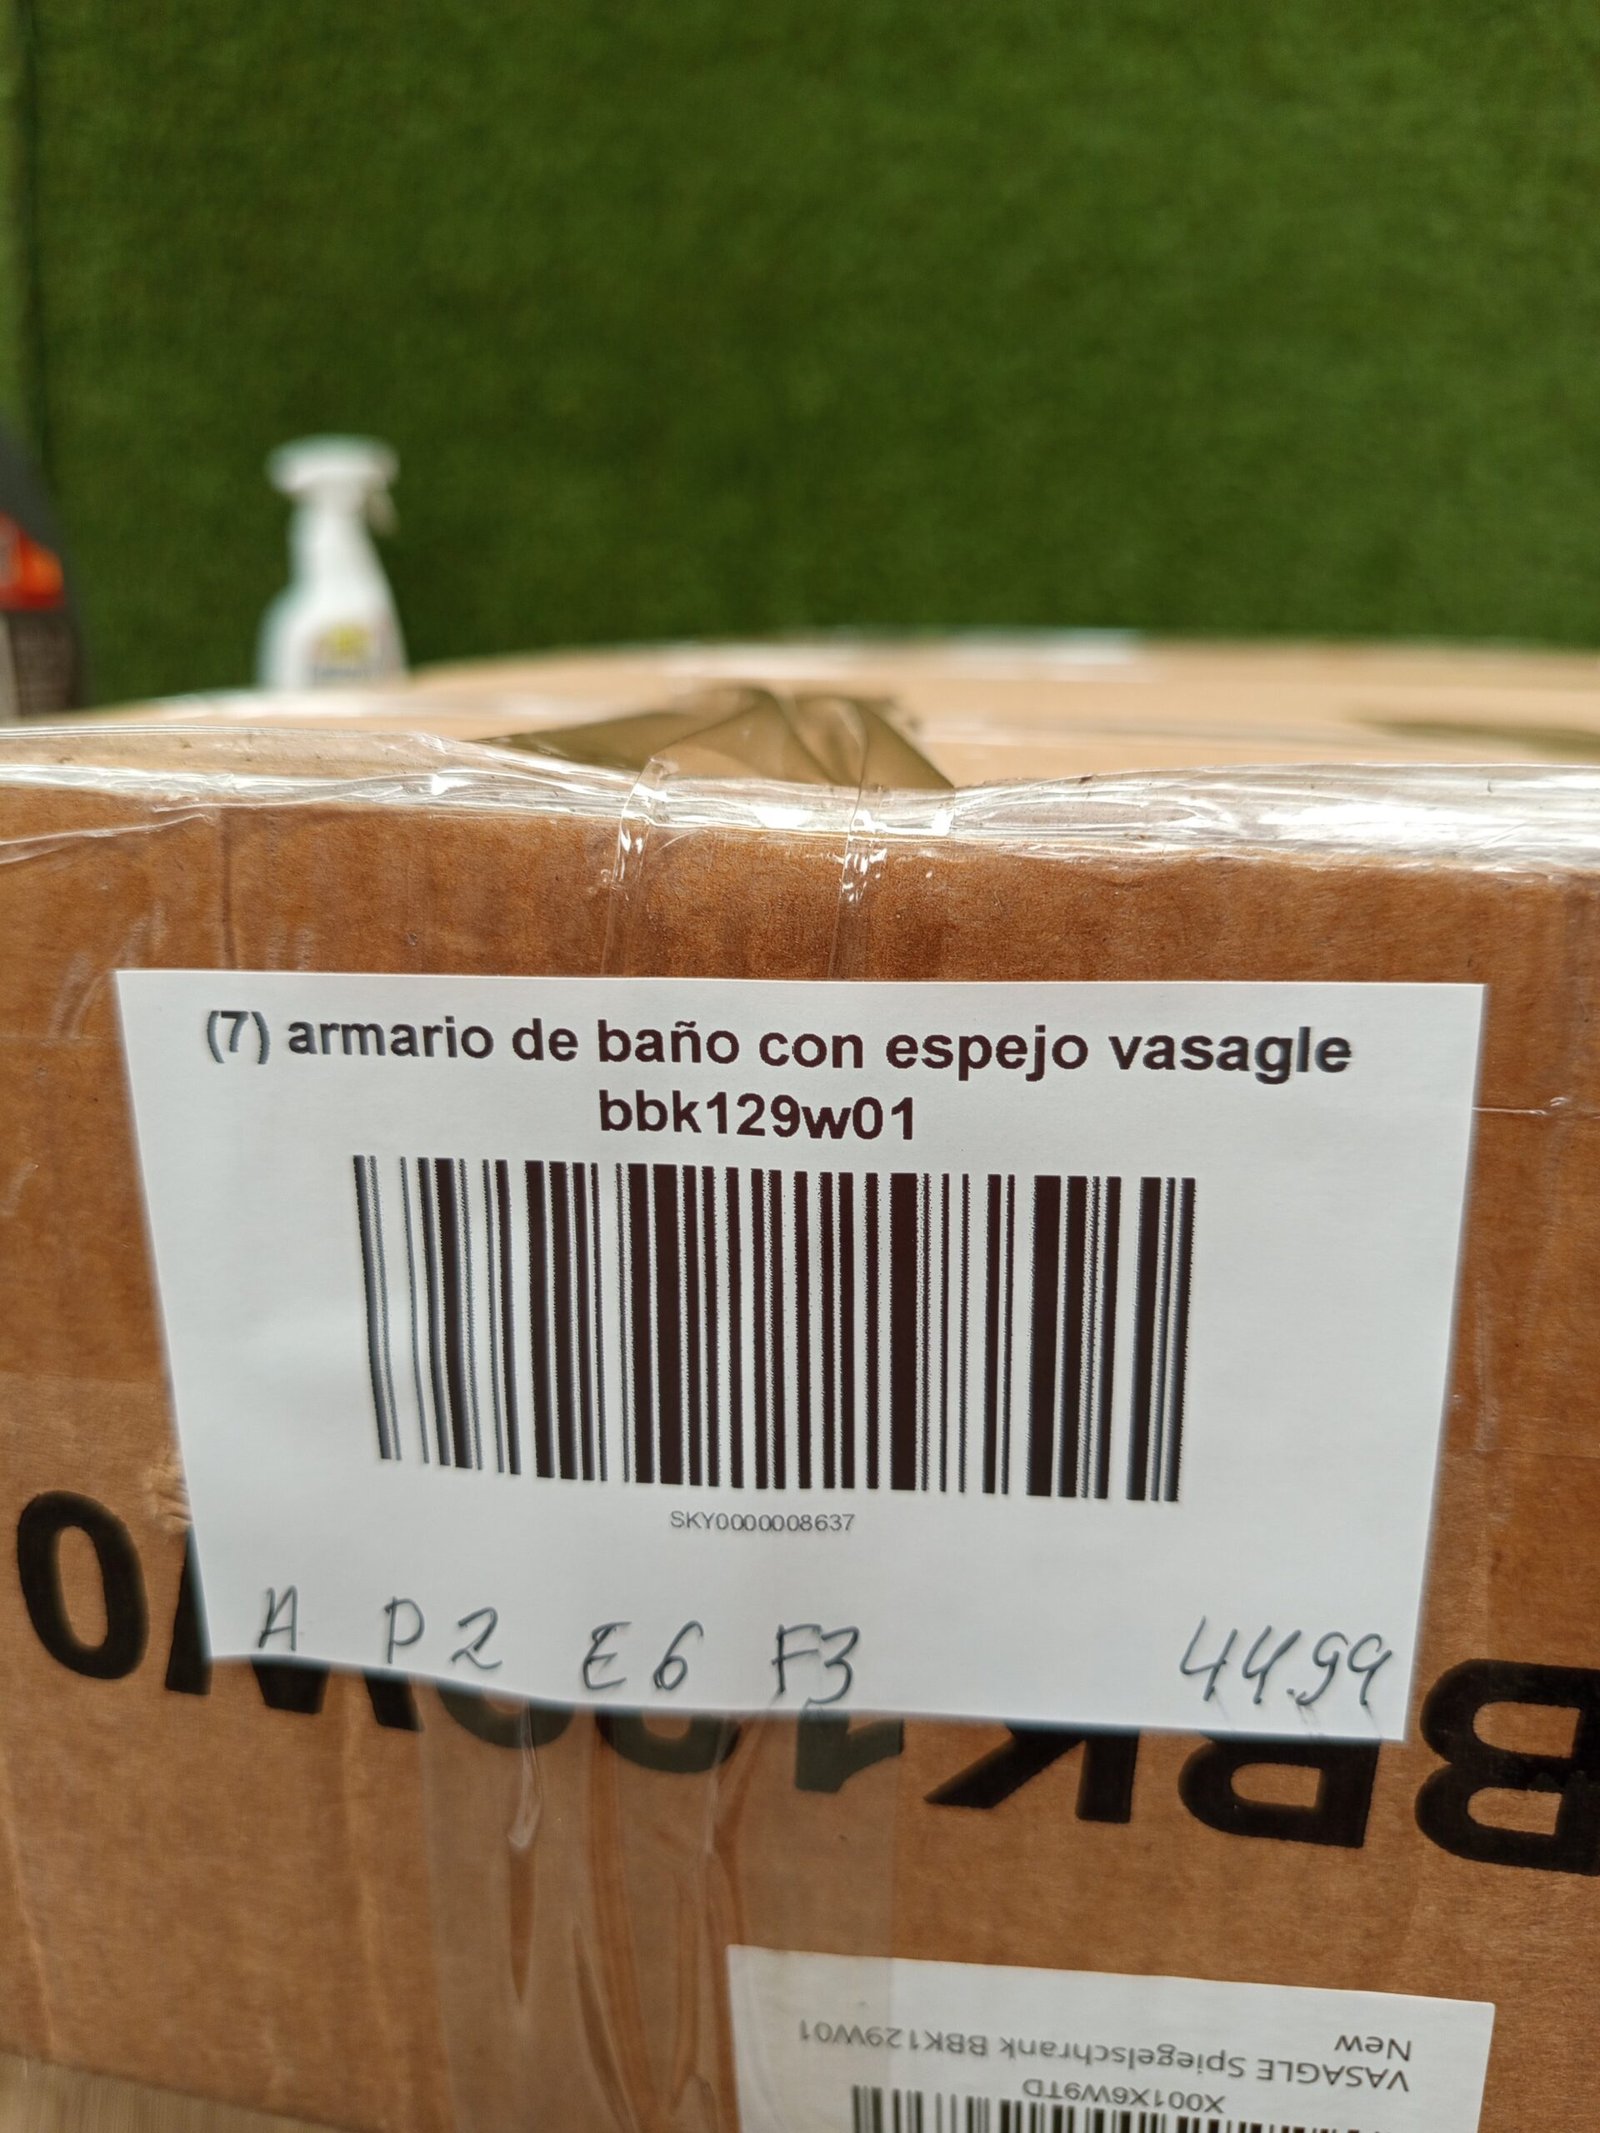 (7) armario de baño con espejo vasagle
bbk129w01
SKY0000008637
A P2 E6 F3 44.99
BBK129W01
X001X6W9TD
VASAGLE Spiegelschrank BBK129W01
New